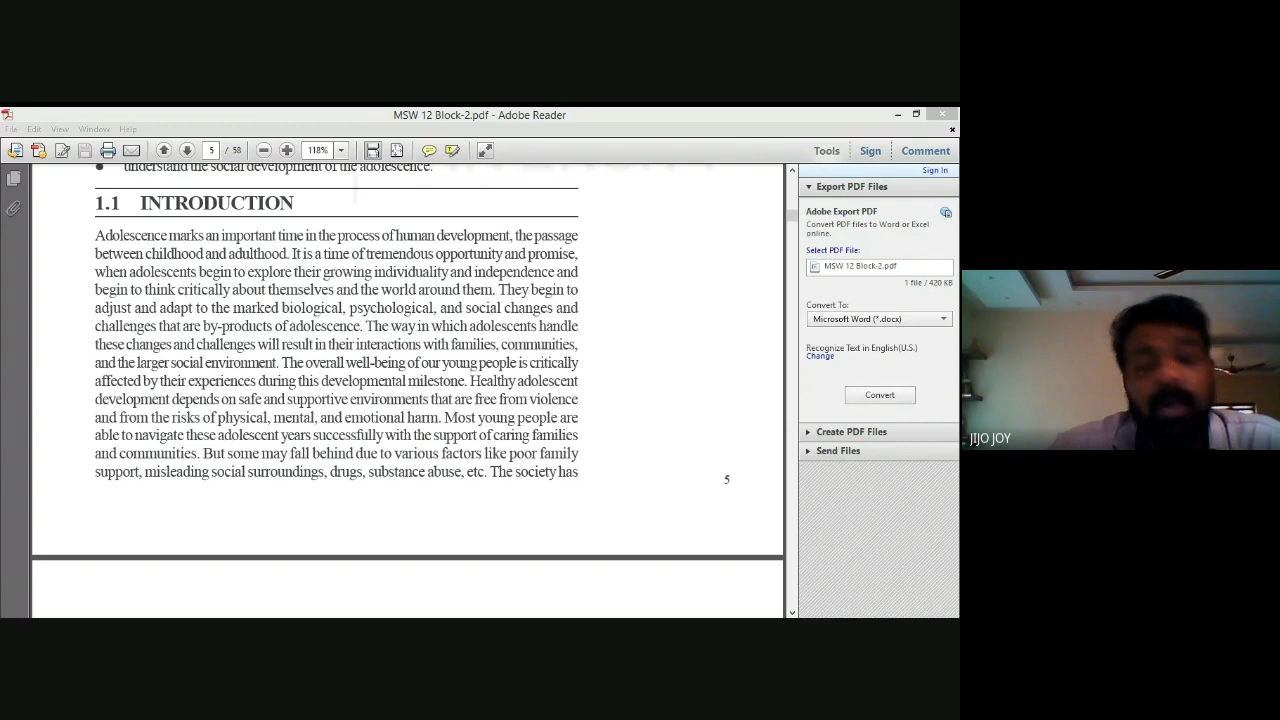 MSW 12 Block-2.pdf - Adobe Reader
File Edit View Window Help
5 / 58
118%
Tools
Sign
Comment
understand the social development of the adolescence.
1.1 INTRODUCTION
Adolescence marks an important time in the process of human development, the passage
between childhood and adulthood. It is a time of tremendous opportunity and promise,
when adolescents begin to explore their growing individuality and independence and
begin to think critically about themselves and the world around them. They begin to
adjust and adapt to the marked biological, psychological, and social changes and
challenges that are by-products of adolescence. The way in which adolescents handle
these changes and challenges will result in their interactions with families, communities,
and the larger social environment. The overall well-being of our young people is critically
affected by their experiences during this developmental milestone. Healthy adolescent
development depends on safe and supportive environments that are free from violence
and from the risks of physical, mental, and emotional harm. Most young people are
able to navigate these adolescent years successfully with the support of caring families
and communities. But some may fall behind due to various factors like poor family
support, misleading social surroundings, drugs, substance abuse, etc. The society has
5
Sign In
Export PDF Files
Adobe Export PDF
Convert PDF files to Word or Excel
online.
Select PDF File:
MSW 12 Block-2.pdf
1 file / 420 KB
Convert To:
Microsoft Word (*.docx)
Recognize Text in English(U.S.)
Change
Convert
Create PDF Files
Send Files
JIJO JOY